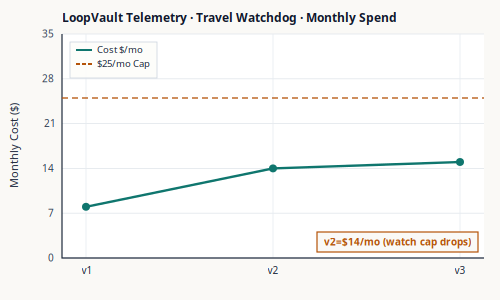 LoopVault Telemetry · Travel Watchdog · Monthly Spend
Cost $/mo
$25/mo Cap
Monthly Cost ($)
35
28
21
14
7
0
v2=$14/mo (watch cap drops)
v1
v2
v3